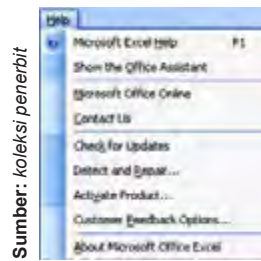 Help
Microsoft Excel Help F1
Show the Office Assistant
Microsoft Office Online
Contact Us
Check for Updates
Detect and Repair...
Activate Product...
Customer Feedback Options...
About Microsoft Office Excel
Sumber: koleksi penerbit